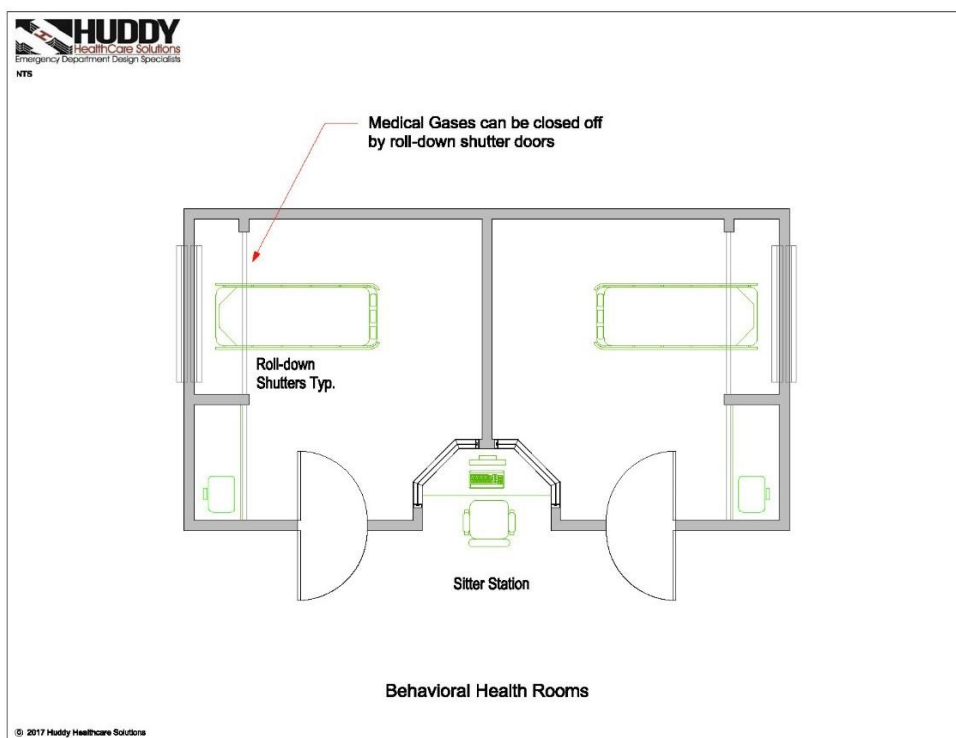 HUDDY
HealthCare Solutions
Emergency Department Design Specialists
NTS
Medical Gases can be closed off
by roll-down shutter doors
Roll-down
Shutters Typ.
Sitter Station
Behavioral Health Rooms
© 2017 Huddy Healthcare Solutions